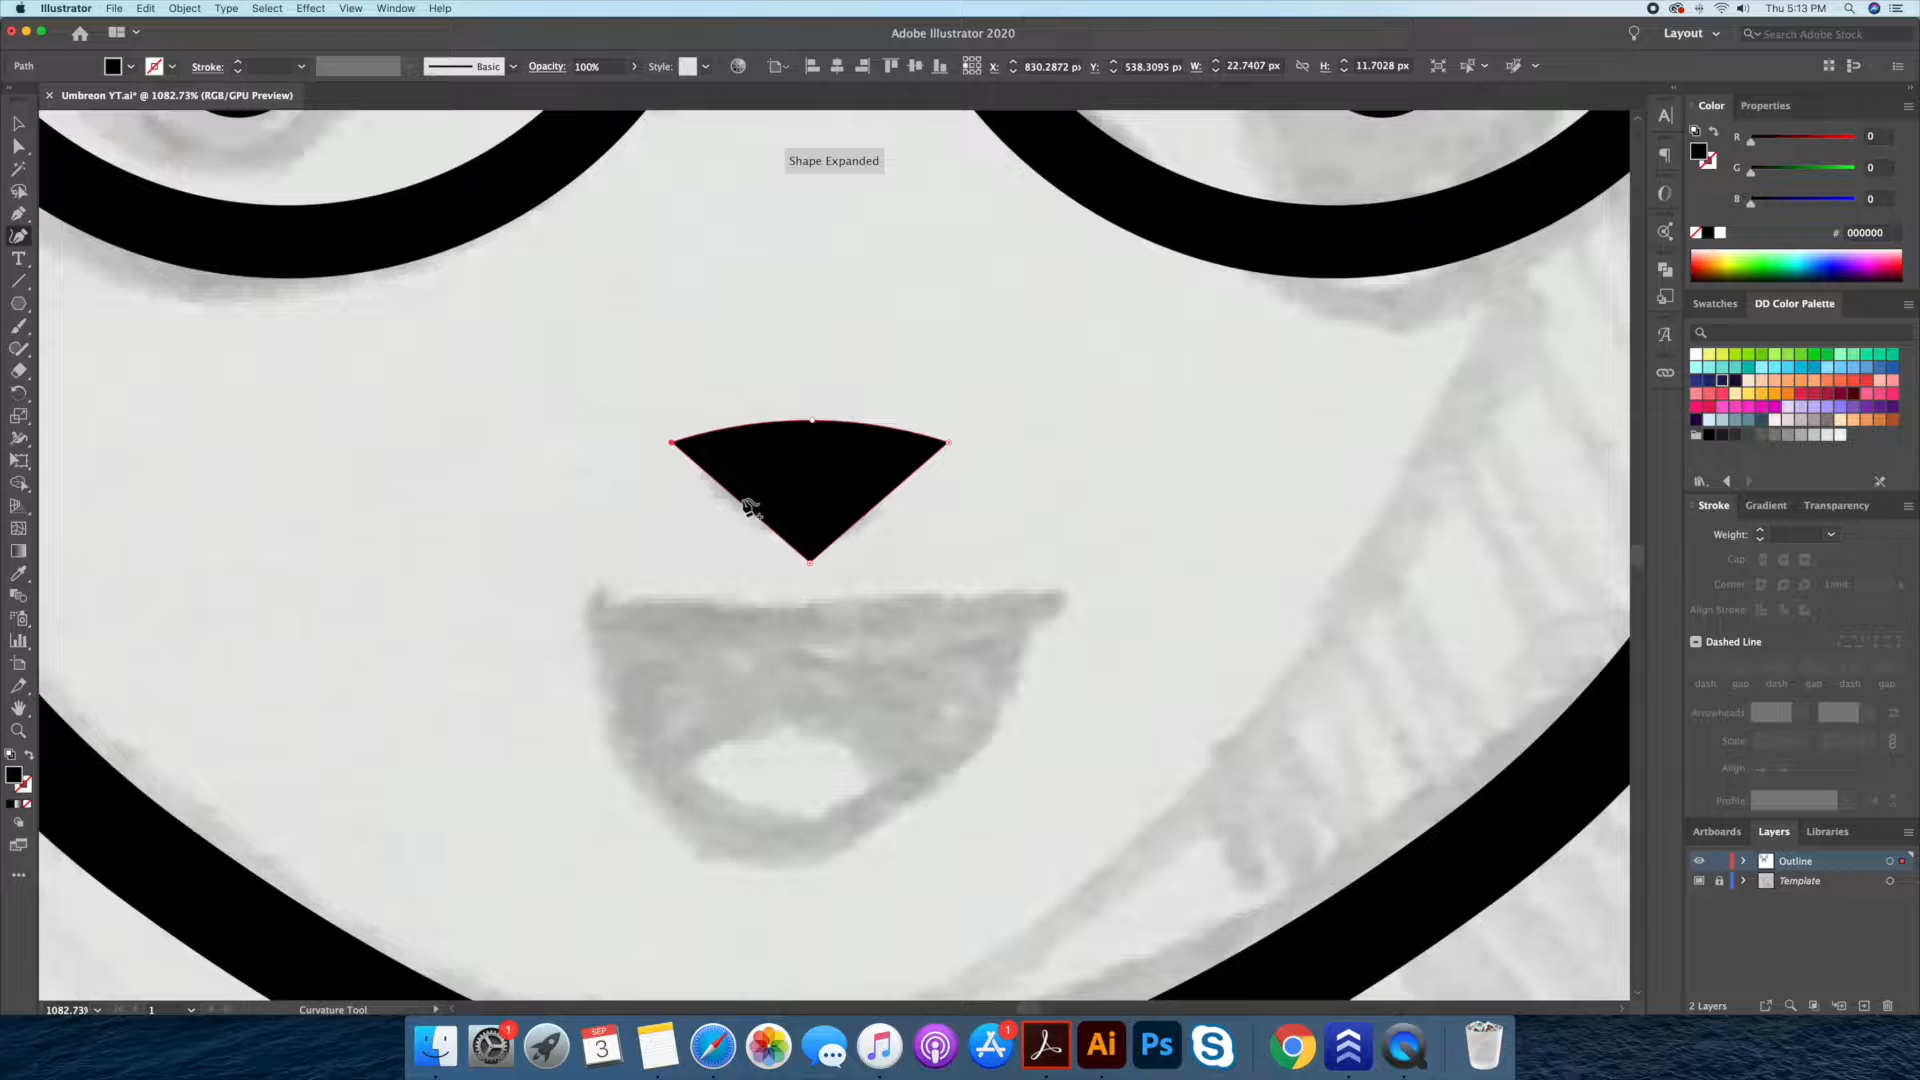 Illustrator File Edit Object Type Select Effect View Window Help
Thu 5:13 PM
Adobe Illustrator 2020
Layout
Search Adobe Stock
Path
Stroke:
Basic
Opacity: 100%
Style:
X: 830.2872 px
Y: 538.3095 px
W: 22.7407 px
H: 11.7028 px
Umbreon YT.ai* @ 1082.73% (RGB/GPU Preview)
Shape Expanded
Color Properties
R 0
G 0
B 0
# 000000
Swatches DD Color Palette
Stroke Gradient Transparency
Weight:
Cap:
Corner:
Align Stroke:
Dashed Line
dash gap dash gap dash gap
Arrowheads:
Scale:
Align:
Profile:
Artboards Layers Libraries
Outline
Template
2 Layers
1082.73%
1
Curvature Tool
1
SEP
3
1
Ai
Ps